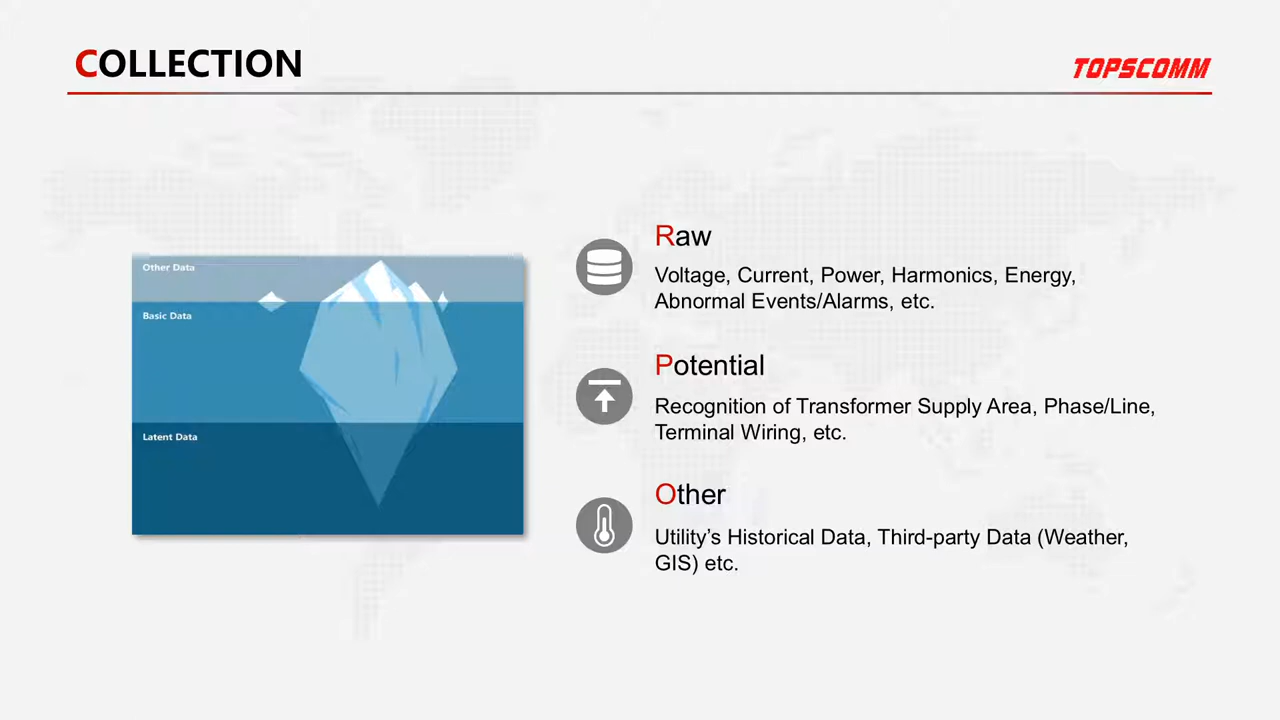 COLLECTION
TOPSCOMM
Other Data
Basic Data
Latent Data
Raw
Voltage, Current, Power, Harmonics, Energy,
Abnormal Events/Alarms, etc.
Potential
Recognition of Transformer Supply Area, Phase/Line,
Terminal Wiring, etc.
Other
Utility’s Historical Data, Third-party Data (Weather,
GIS) etc.